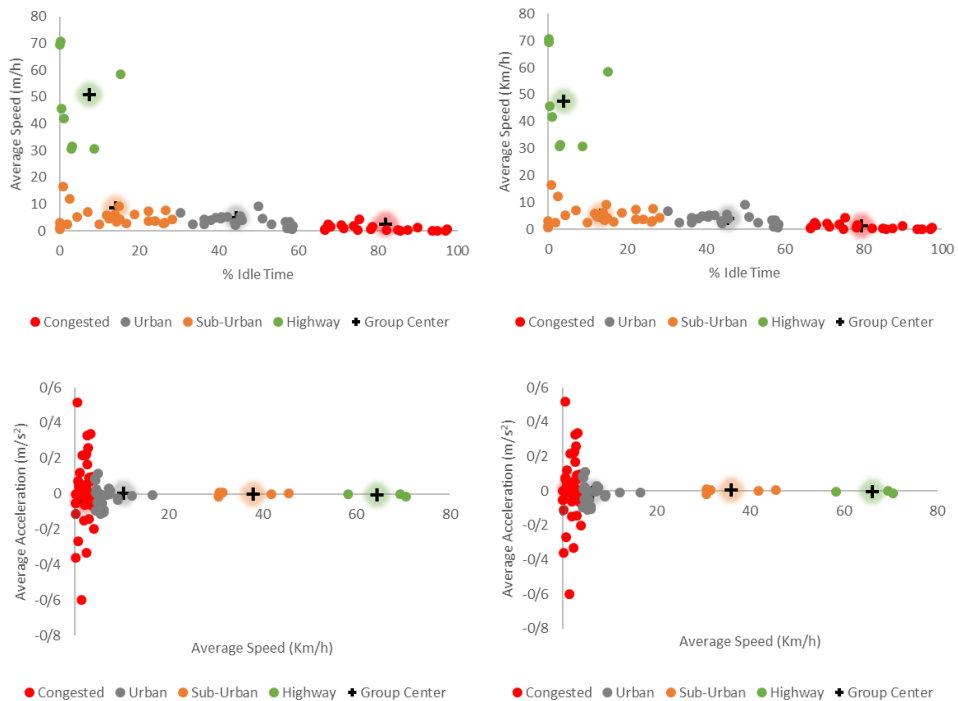 80
70
60
50
40
30
20
10
0
Average Speed (m/h)
0 20 40 60 80 100
% Idle Time
Congested Urban Sub-Urban Highway Group Center
80
70
60
50
40
30
20
10
0
Average Speed (Km/h)
0 20 40 60 80 100
% Idle Time
Congested Urban Sub-Urban Highway Group Center
0/6
0/4
0/2
0
-0/2
-0/4
-0/6
-0/8
Average Acceleration (m/s²)
20 40 60 80
Average Speed (Km/h)
Congested Urban Sub-Urban Highway Group Center
0/6
0/4
0/2
0
-0/2
-0/4
-0/6
-0/8
Average Acceleration (m/s²)
20 40 60 80
Average Speed (Km/h)
Congested Urban Sub-Urban Highway Group Center